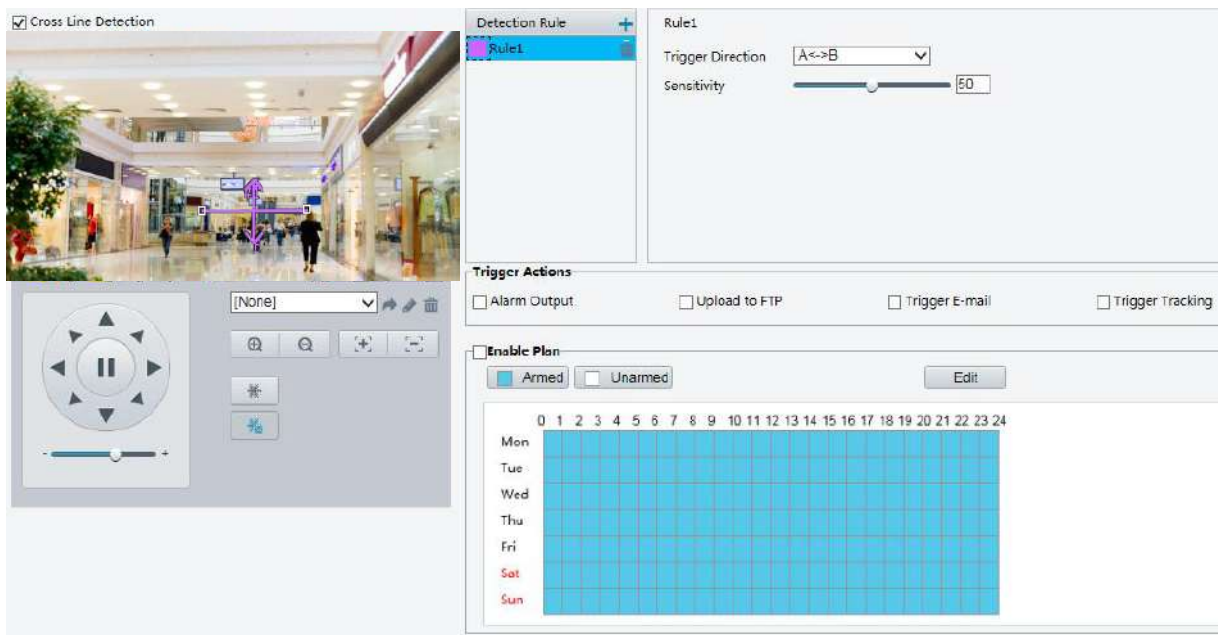 Cross Line Detection
Detection Rule +
Rule1
Rule1
Trigger Direction A<->B
Sensitivity 50
Trigger Actions
Alarm Output Upload to FTP Trigger E-mail Trigger Tracking
[None]
- +
Enable Plan
Armed Unarmed Edit
0 1 2 3 4 5 6 7 8 9 10 11 12 13 14 15 16 17 18 19 20 21 22 23 24
Mon
Tue
Wed
Thu
Fri
Sat
Sun